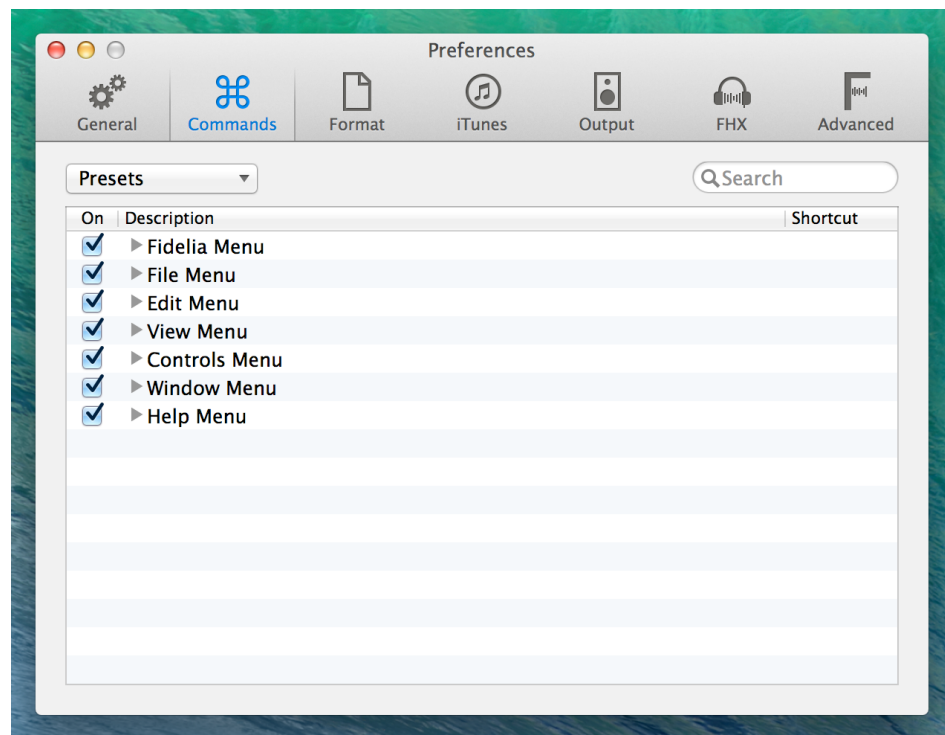 Preferences
General Commands Format iTunes Output FHX Advanced
Presets Search
On Description Shortcut
Fidelia Menu
File Menu
Edit Menu
View Menu
Controls Menu
Window Menu
Help Menu